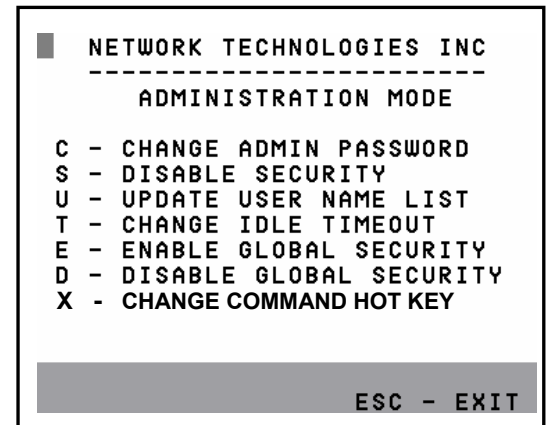 NETWORK TECHNOLOGIES INC
------------------------
ADMINISTRATION MODE
C - CHANGE ADMIN PASSWORD
S - DISABLE SECURITY
U - UPDATE USER NAME LIST
T - CHANGE IDLE TIMEOUT
E - ENABLE GLOBAL SECURITY
D - DISABLE GLOBAL SECURITY
X - CHANGE COMMAND HOT KEY
ESC - EXIT